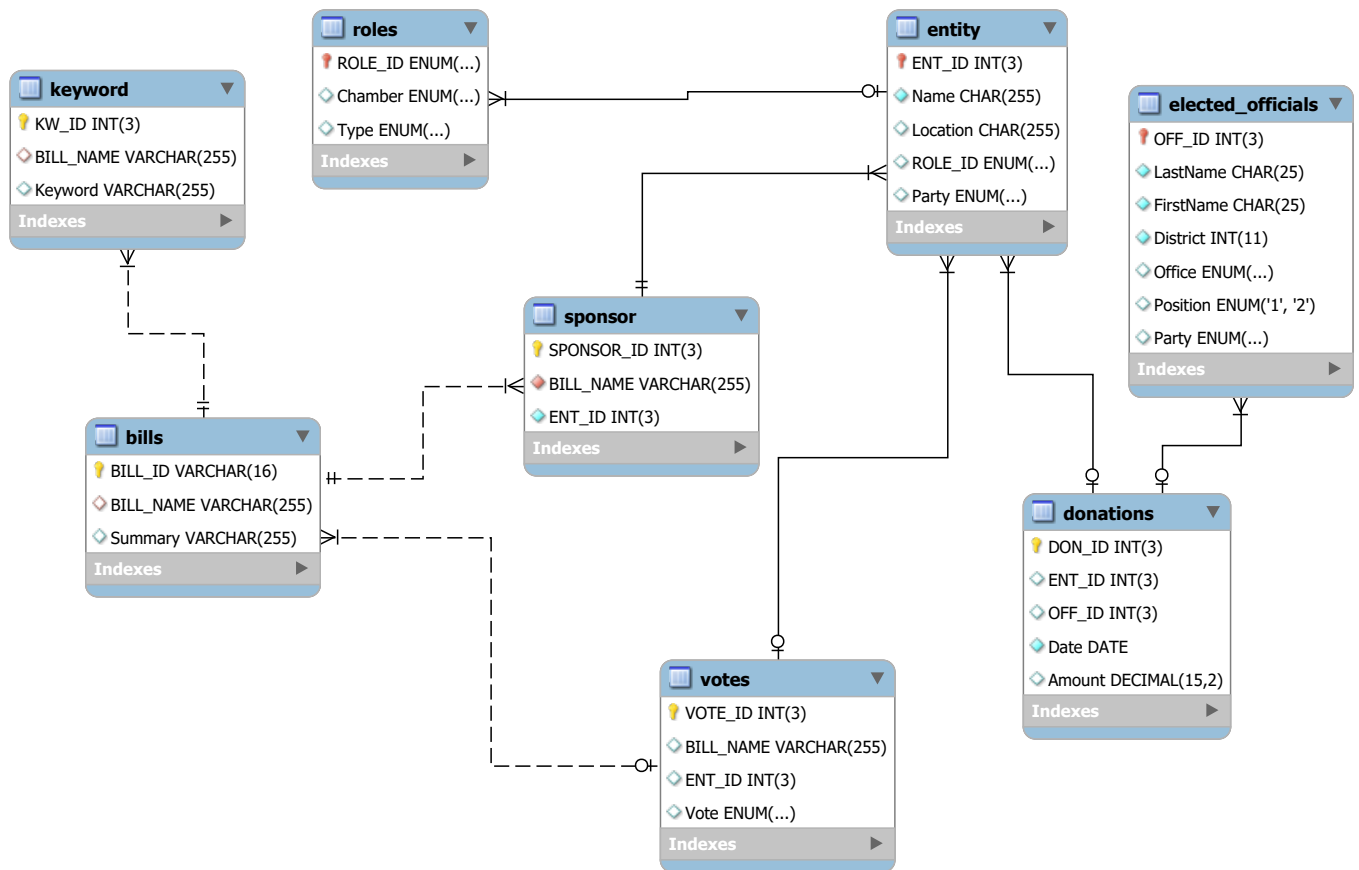 roles
ROLE_ID ENUM(...)
Chamber ENUM(...)
Type ENUM(...)
Indexes
entity
ENT_ID INT(3)
Name CHAR(255)
Location CHAR(255)
ROLE_ID ENUM(...)
Party ENUM(...)
Indexes
keyword
KW_ID INT(3)
BILL_NAME VARCHAR(255)
Keyword VARCHAR(255)
Indexes
elected_officials
OFF_ID INT(3)
LastName CHAR(25)
FirstName CHAR(25)
District INT(11)
Office ENUM(...)
Position ENUM('1', '2')
Party ENUM(...)
Indexes
sponsor
SPONSOR_ID INT(3)
BILL_NAME VARCHAR(255)
ENT_ID INT(3)
Indexes
bills
BILL_ID VARCHAR(16)
BILL_NAME VARCHAR(255)
Summary VARCHAR(255)
Indexes
donations
DON_ID INT(3)
ENT_ID INT(3)
OFF_ID INT(3)
Date DATE
Amount DECIMAL(15,2)
Indexes
votes
VOTE_ID INT(3)
BILL_NAME VARCHAR(255)
ENT_ID INT(3)
Vote ENUM(...)
Indexes